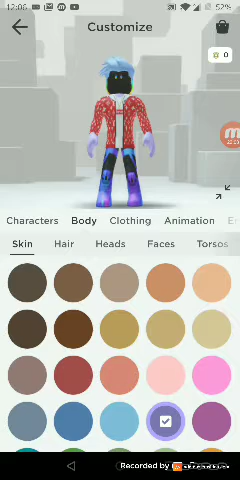 12:06
52%
Customize
0
Characters Body Clothing Animation
Skin Hair Heads Faces Torsos
Recorded by